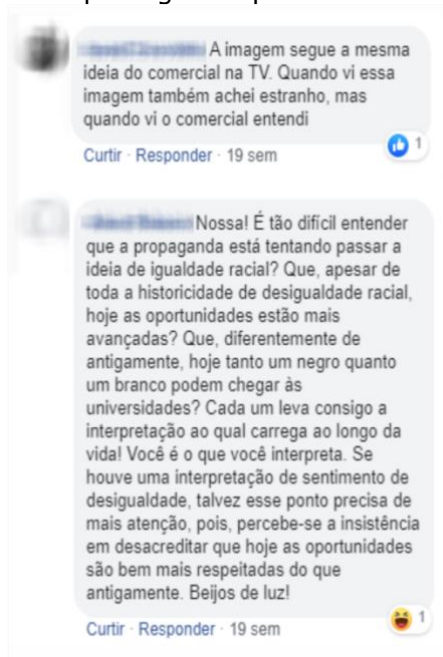 A imagem segue a mesma
ideia do comercial na TV. Quando vi essa
imagem também achei estranho, mas
quando vi o comercial entendi
1
Curtir · Responder · 19 sem
Nossa! É tão difícil entender
que a propaganda está tentando passar a
ideia de igualdade racial? Que, apesar de
toda a historicidade de desigualdade racial,
hoje as oportunidades estão mais
avançadas? Que, diferentemente de
antigamente, hoje tanto um negro quanto
um branco podem chegar às
universidades? Cada um leva consigo a
interpretação ao qual carrega ao longo da
vida! Você é o que você interpreta. Se
houve uma interpretação de sentimento de
desigualdade, talvez esse ponto precisa de
mais atenção, pois, percebe-se a insistência
em desacreditar que hoje as oportunidades
são bem mais respeitadas do que
antigamente. Beijos de luz!
1
Curtir · Responder · 19 sem